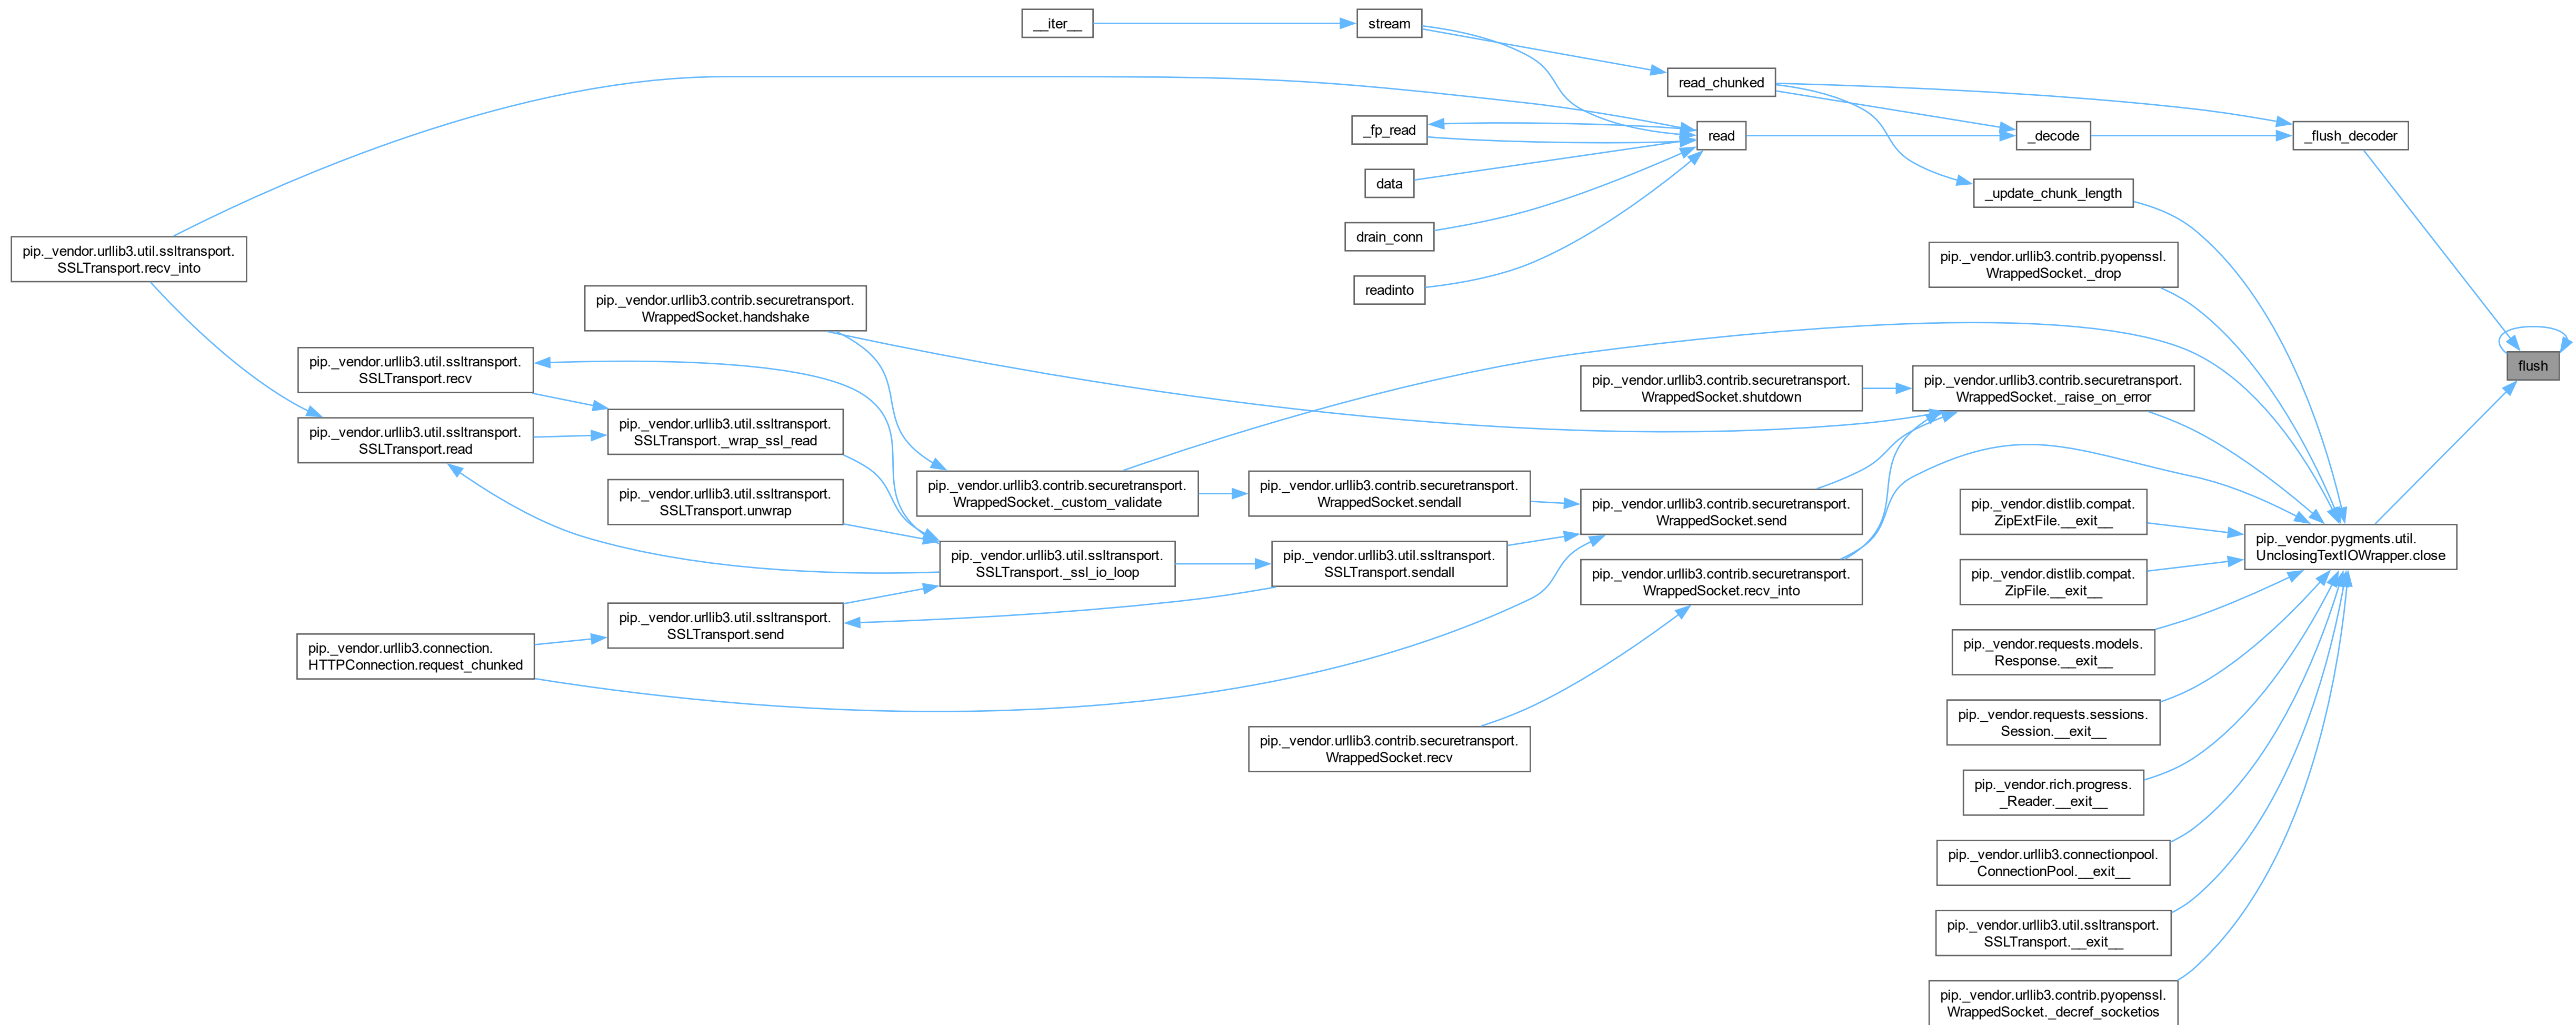 __iter__
stream
read_chunked
_fp_read
read
_decode
_flush_decoder
data
_update_chunk_length
drain_conn
pip._vendor.urllib3.util.ssltransport.
SSLTransport.recv_into
pip._vendor.urllib3.contrib.pyopenssl.
WrappedSocket._drop
readinto
pip._vendor.urllib3.contrib.securetransport.
WrappedSocket.handshake
pip._vendor.urllib3.util.ssltransport.
SSLTransport.recv
flush
pip._vendor.urllib3.contrib.securetransport.
WrappedSocket.shutdown
pip._vendor.urllib3.contrib.securetransport.
WrappedSocket._raise_on_error
pip._vendor.urllib3.util.ssltransport.
SSLTransport.read
pip._vendor.urllib3.util.ssltransport.
SSLTransport._wrap_ssl_read
pip._vendor.urllib3.util.ssltransport.
SSLTransport.unwrap
pip._vendor.urllib3.contrib.securetransport.
WrappedSocket._custom_validate
pip._vendor.urllib3.contrib.securetransport.
WrappedSocket.sendall
pip._vendor.urllib3.contrib.securetransport.
WrappedSocket.send
pip._vendor.distlib.compat.
ZipExtFile.__exit__
pip._vendor.pygments.util.
UnclosingTextIOWrapper.close
pip._vendor.urllib3.util.ssltransport.
SSLTransport._ssl_io_loop
pip._vendor.urllib3.util.ssltransport.
SSLTransport.sendall
pip._vendor.urllib3.contrib.securetransport.
WrappedSocket.recv_into
pip._vendor.distlib.compat.
ZipFile.__exit__
pip._vendor.urllib3.util.ssltransport.
SSLTransport.send
pip._vendor.urllib3.connection.
HTTPConnection.request_chunked
pip._vendor.requests.models.
Response.__exit__
pip._vendor.requests.sessions.
Session.__exit__
pip._vendor.urllib3.contrib.securetransport.
WrappedSocket.recv
pip._vendor.rich.progress.
_Reader.__exit__
pip._vendor.urllib3.connectionpool.
ConnectionPool.__exit__
pip._vendor.urllib3.util.ssltransport.
SSLTransport.__exit__
pip._vendor.urllib3.contrib.pyopenssl.
WrappedSocket._decref_socketios